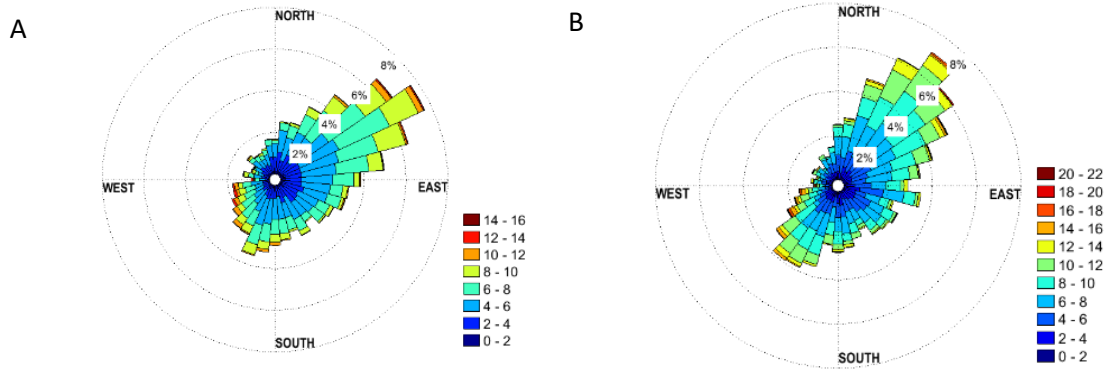 A
NORTH
8%
6%
4%
2%
WEST
EAST
SOUTH
14 - 16
12 - 14
10 - 12
8 - 10
6 - 8
4 - 6
2 - 4
0 - 2
B
NORTH
8%
6%
4%
2%
WEST
EAST
SOUTH
20 - 22
18 - 20
16 - 18
14 - 16
12 - 14
10 - 12
8 - 10
6 - 8
4 - 6
2 - 4
0 - 2